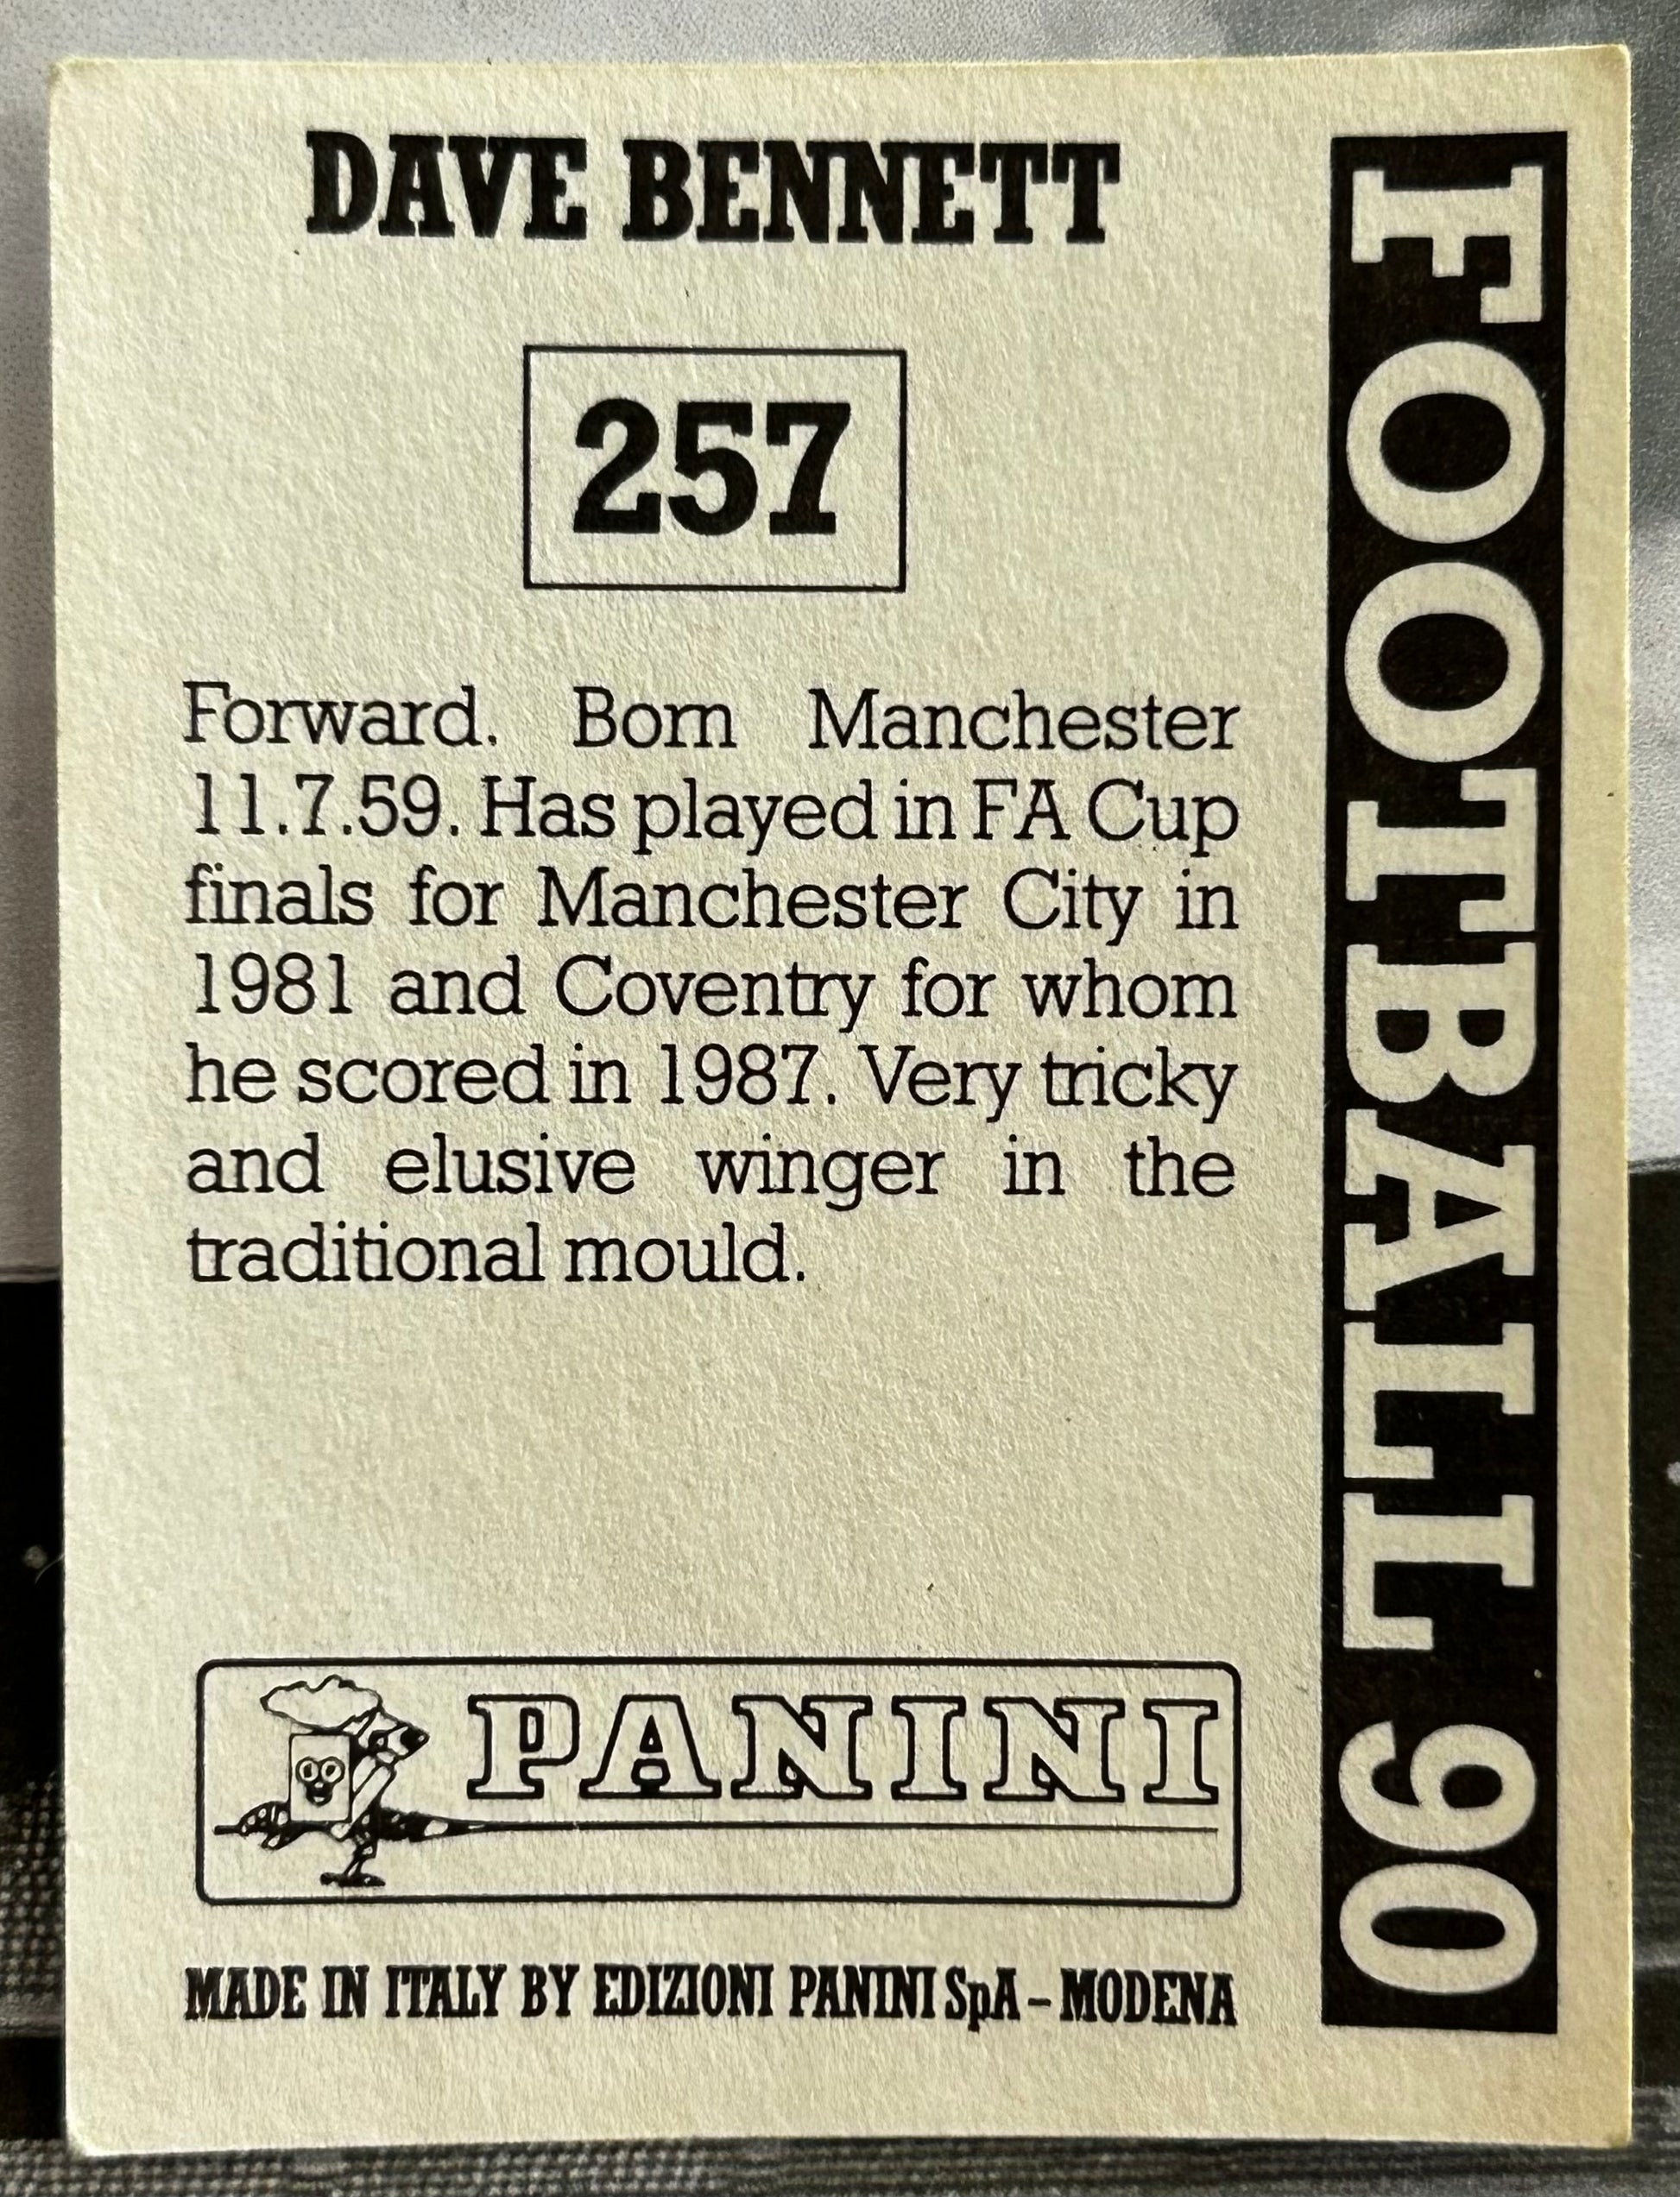 DAVE BENNETT
257
Forward. Born Manchester
11.7.59. Has played in FA Cup
finals for Manchester City in
1981 and Coventry for whom
he scored in 1987. Very tricky
and elusive winger in the
traditional mould.
PANINI
MADE IN ITALY BY EDIZIONI PANINI SpA – MODENA
FOOTBALL 90